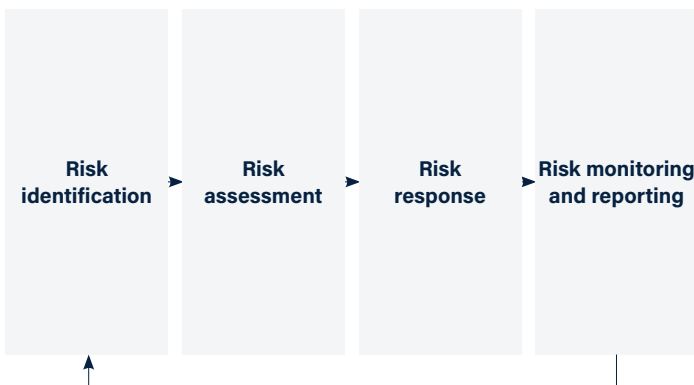 Risk
identification
Risk
assessment
Risk
response
Risk monitoring
and reporting